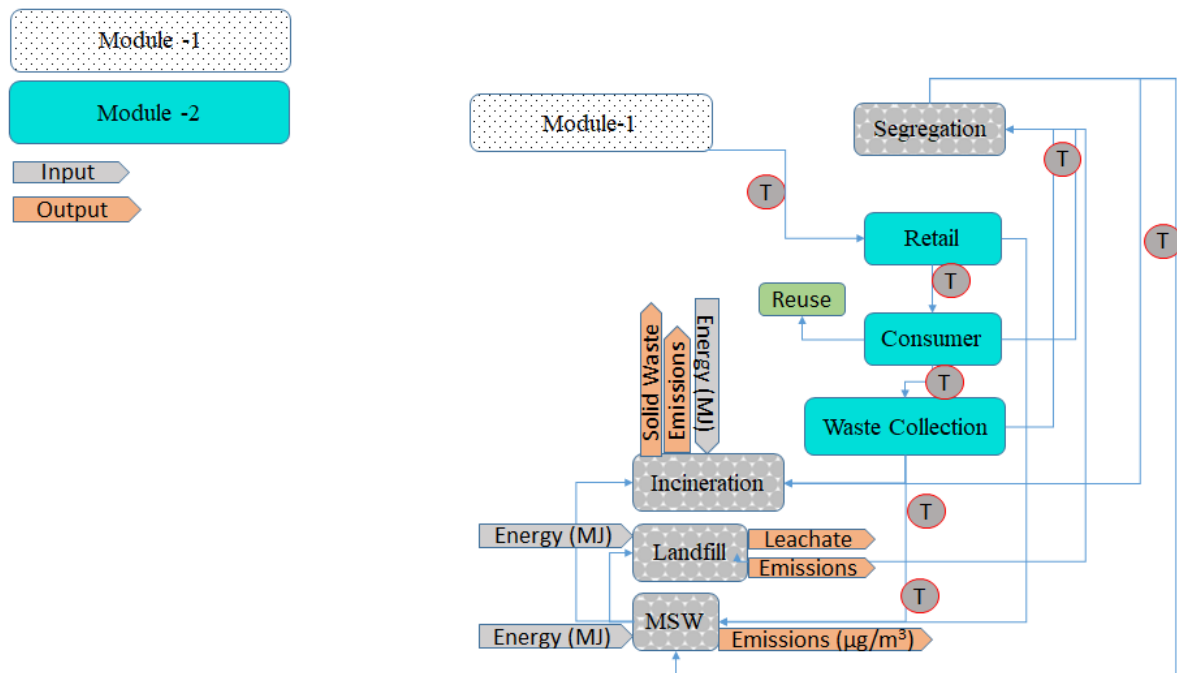 Module -1
Module -2
Input
Output
Module-1
Segregation
T
T
T
Retail
T
Reuse
Consumer
T
Solid Waste
Emissions
Energy (MJ)
Waste Collection
Incineration
T
Energy (MJ)
Landfill
Leachate
Emissions
T
MSW
Energy (MJ)
Emissions (µg/m³)